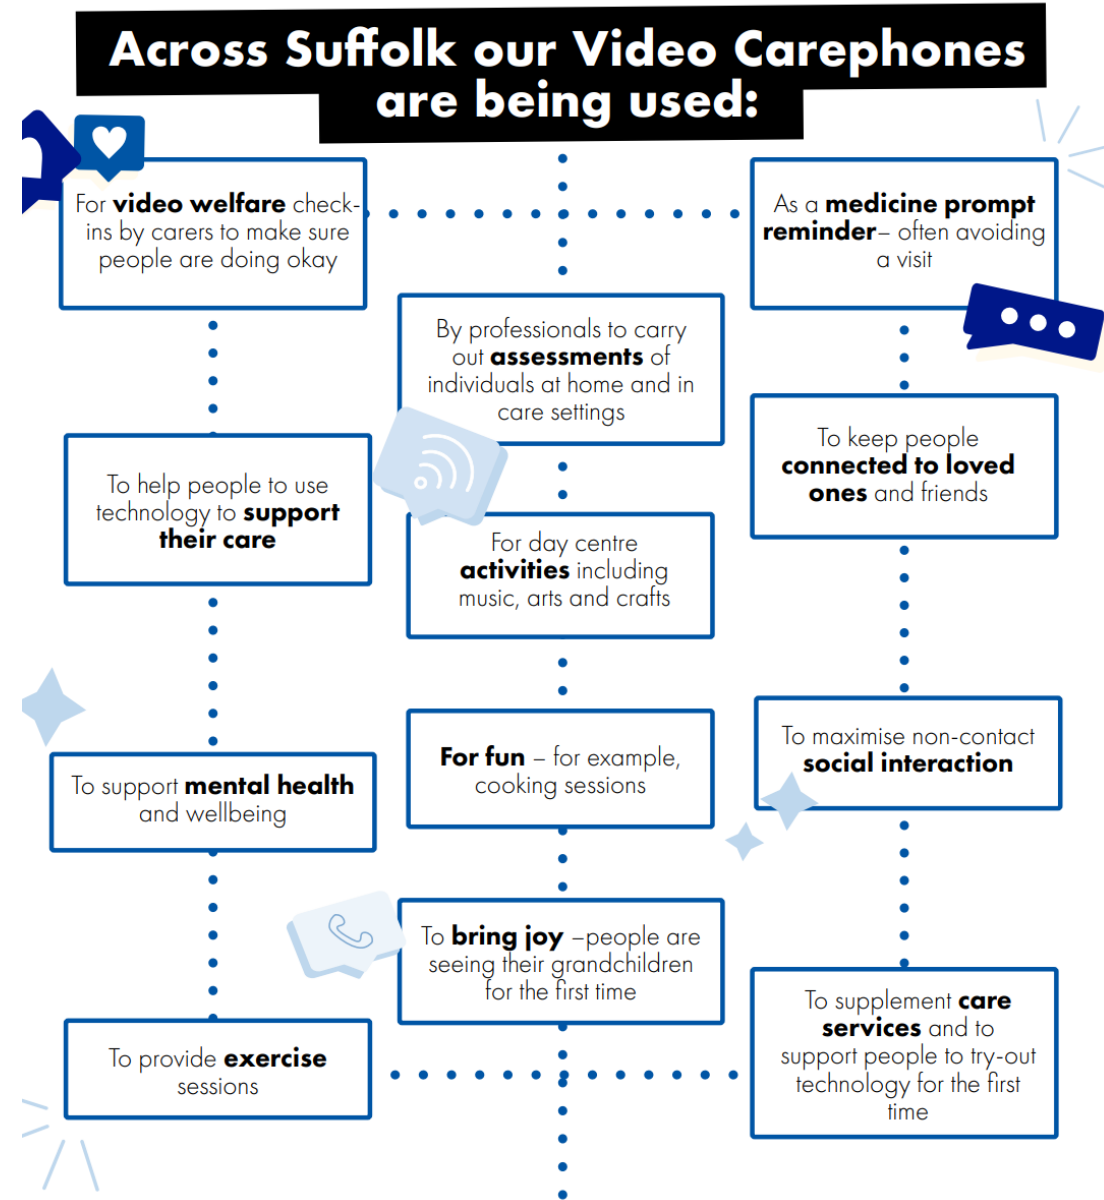 Across Suffolk our Video Carephones
are being used:
For video welfare check-
ins by carers to make sure
people are doing okay
As a medicine prompt
reminder– often avoiding
a visit
By professionals to carry
out assessments of
individuals at home and in
care settings
To keep people
connected to loved
ones and friends
To help people to use
technology to support
their care
For day centre
activities including
music, arts and crafts
To maximise non-contact
social interaction
For fun – for example,
cooking sessions
To support mental health
and wellbeing
To bring joy –people are
seeing their grandchildren
for the first time
To supplement care
services and to
support people to try-out
technology for the first
time
To provide exercise
sessions